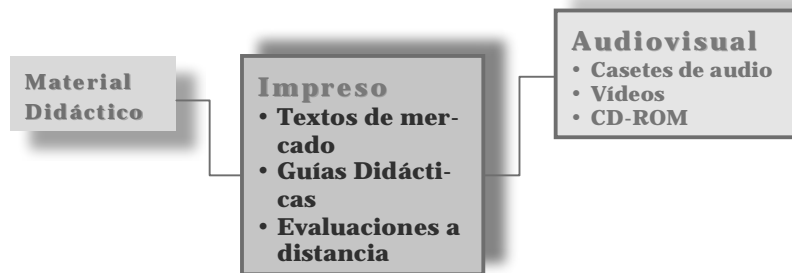 Material
Didáctico
Impreso
• Textos de mer-
cado
• Guías Didácti-
cas
• Evaluaciones a
distancia
Audiovisual
• Casetes de audio
• Vídeos
• CD-ROM